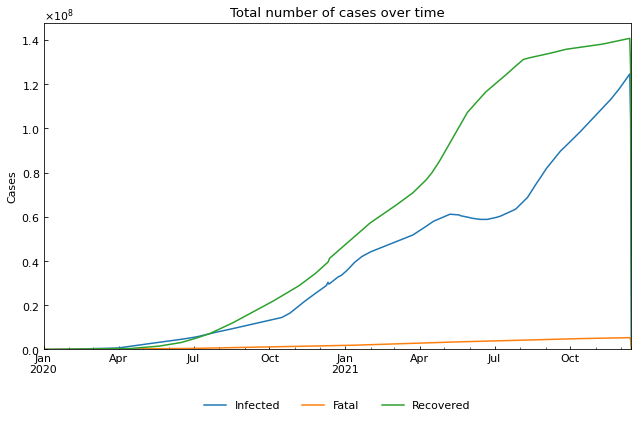 Total number of cases over time
×10⁸
1.4
1.2
1.0
0.8
0.6
0.4
0.2
0.0
Cases
Jan Apr Jul Oct Jan Apr Jul Oct
2020 2021
Infected Fatal Recovered